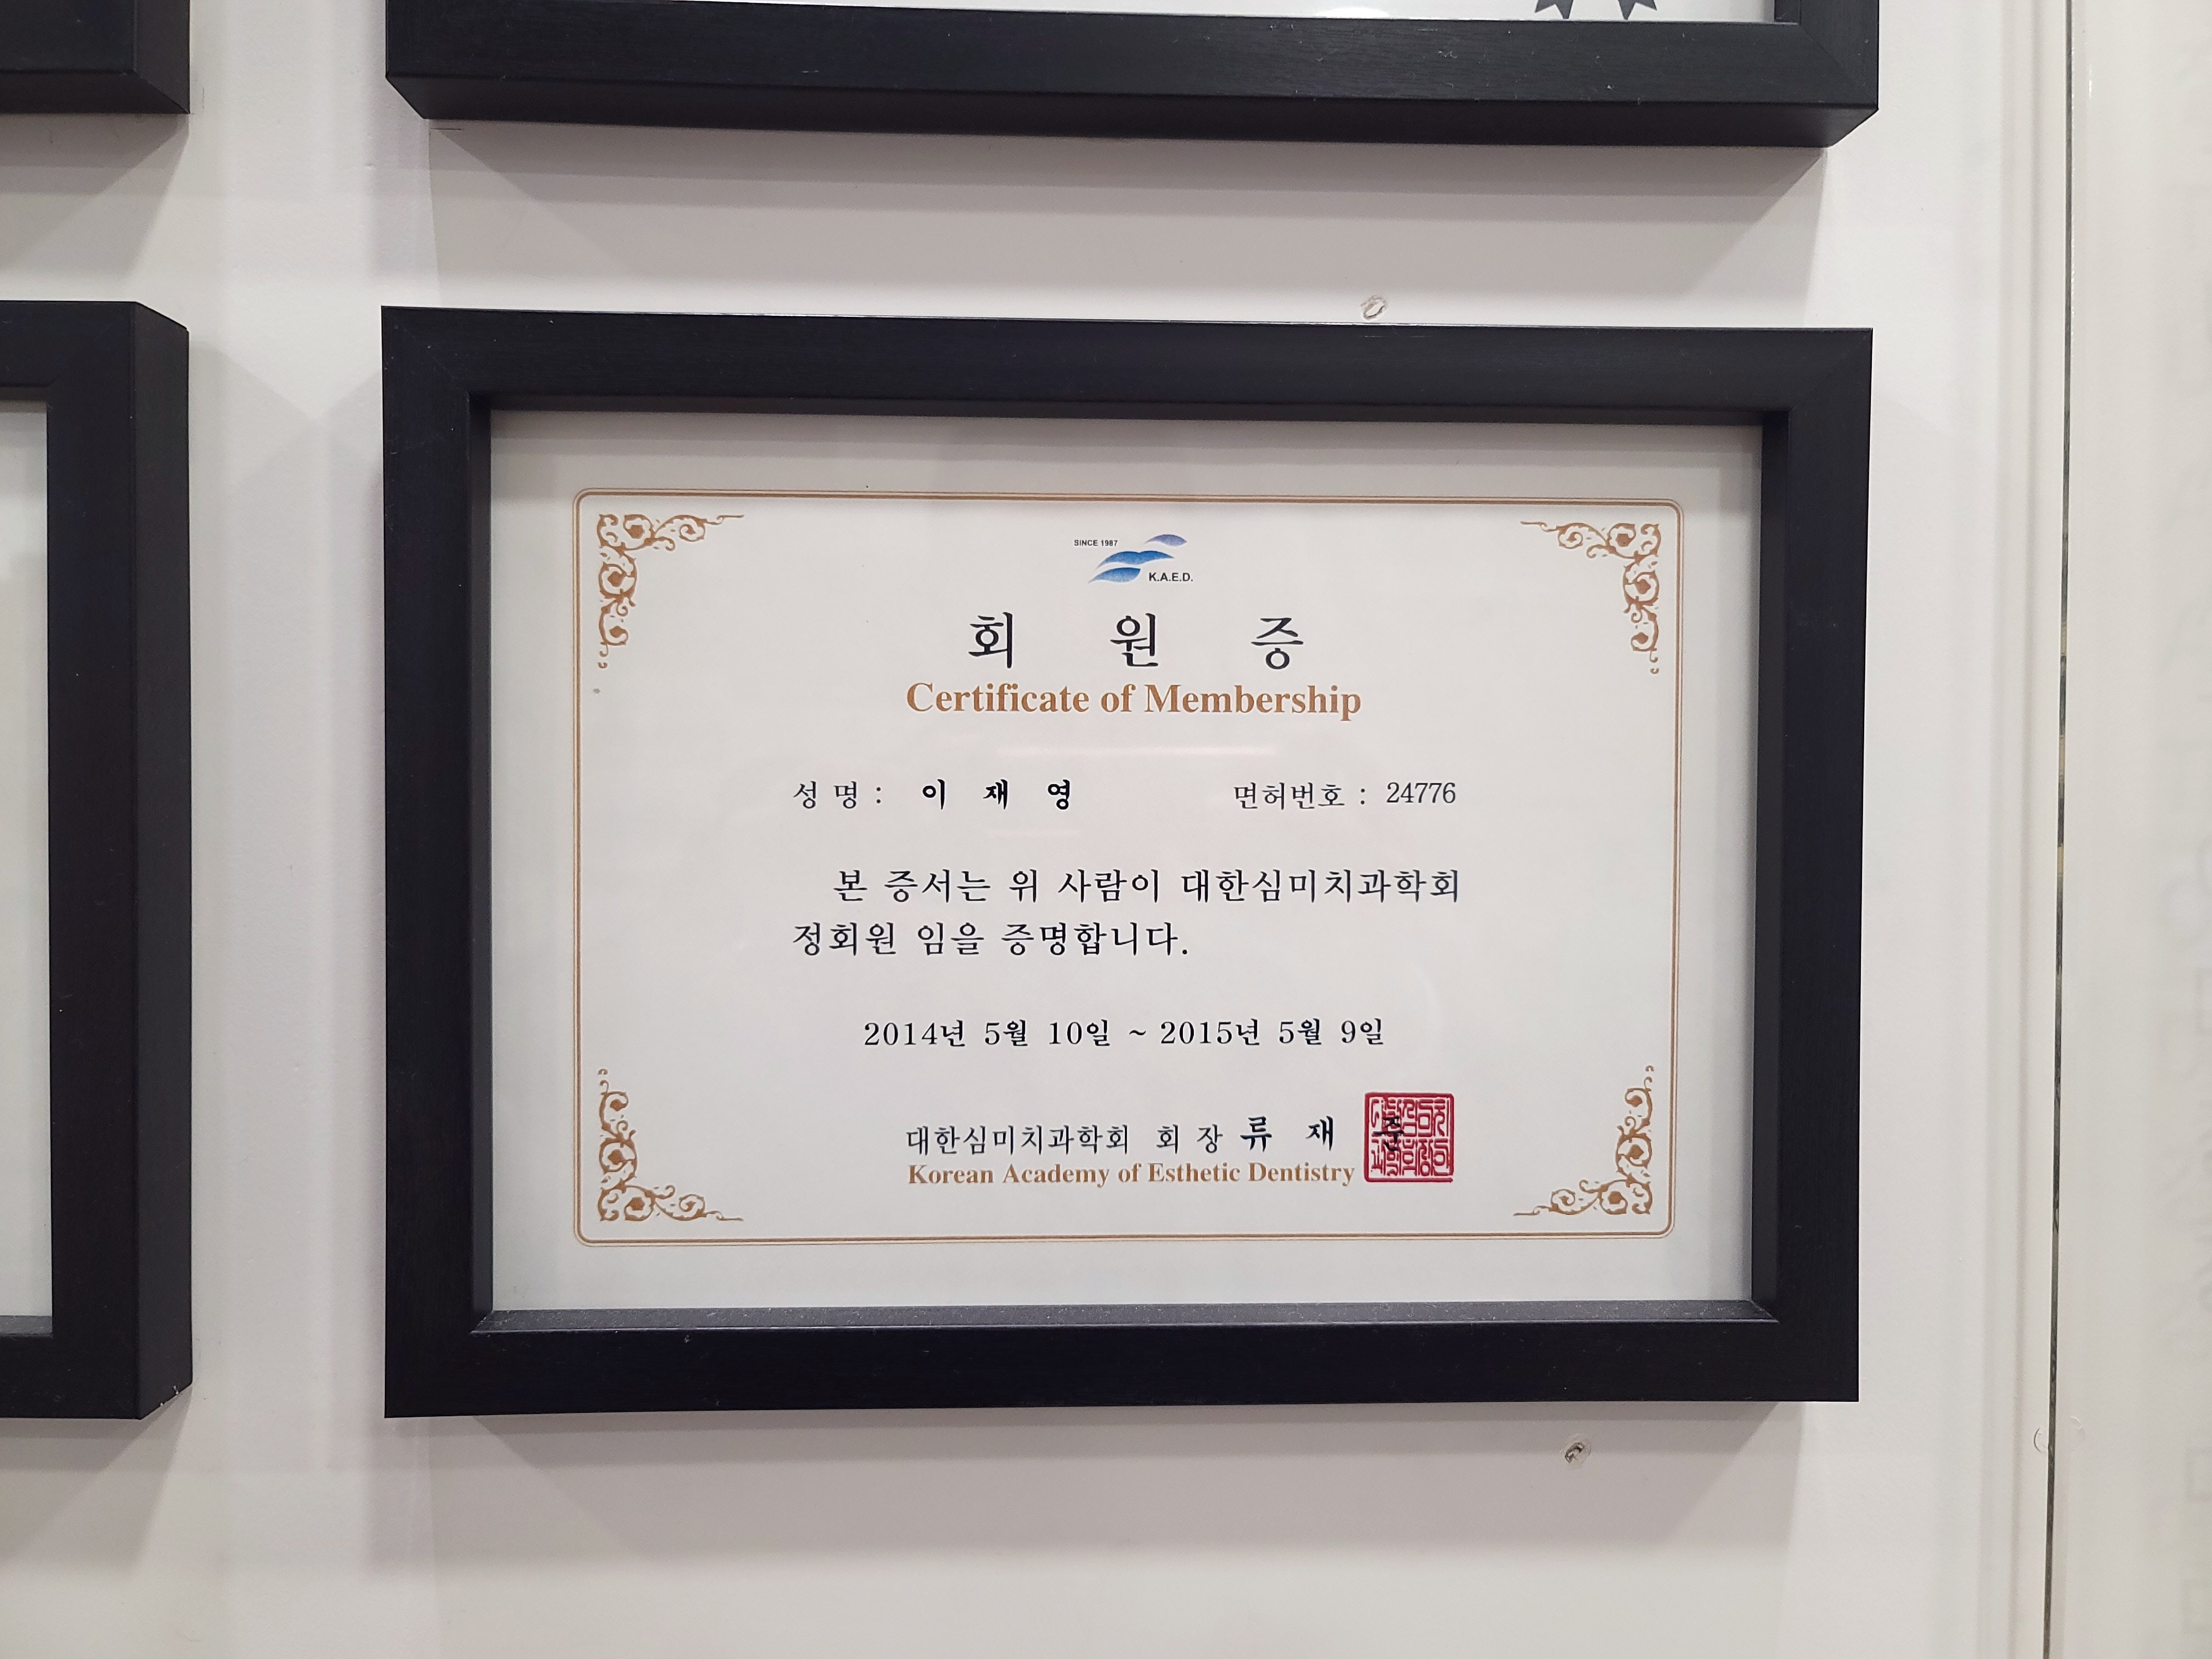 SINCE 1987
K.A.E.D.
회 원 증
Certificate of Membership
성 명 : 이 재 영 면허번호 : 24776
본 증서는 위 사람이 대한심미치과학회
정회원 임을 증명합니다.
2014년 5월 10일 ~ 2015년 5월 9일
대한심미치과학회 회 장 류 재 준
Korean Academy of Esthetic Dentistry